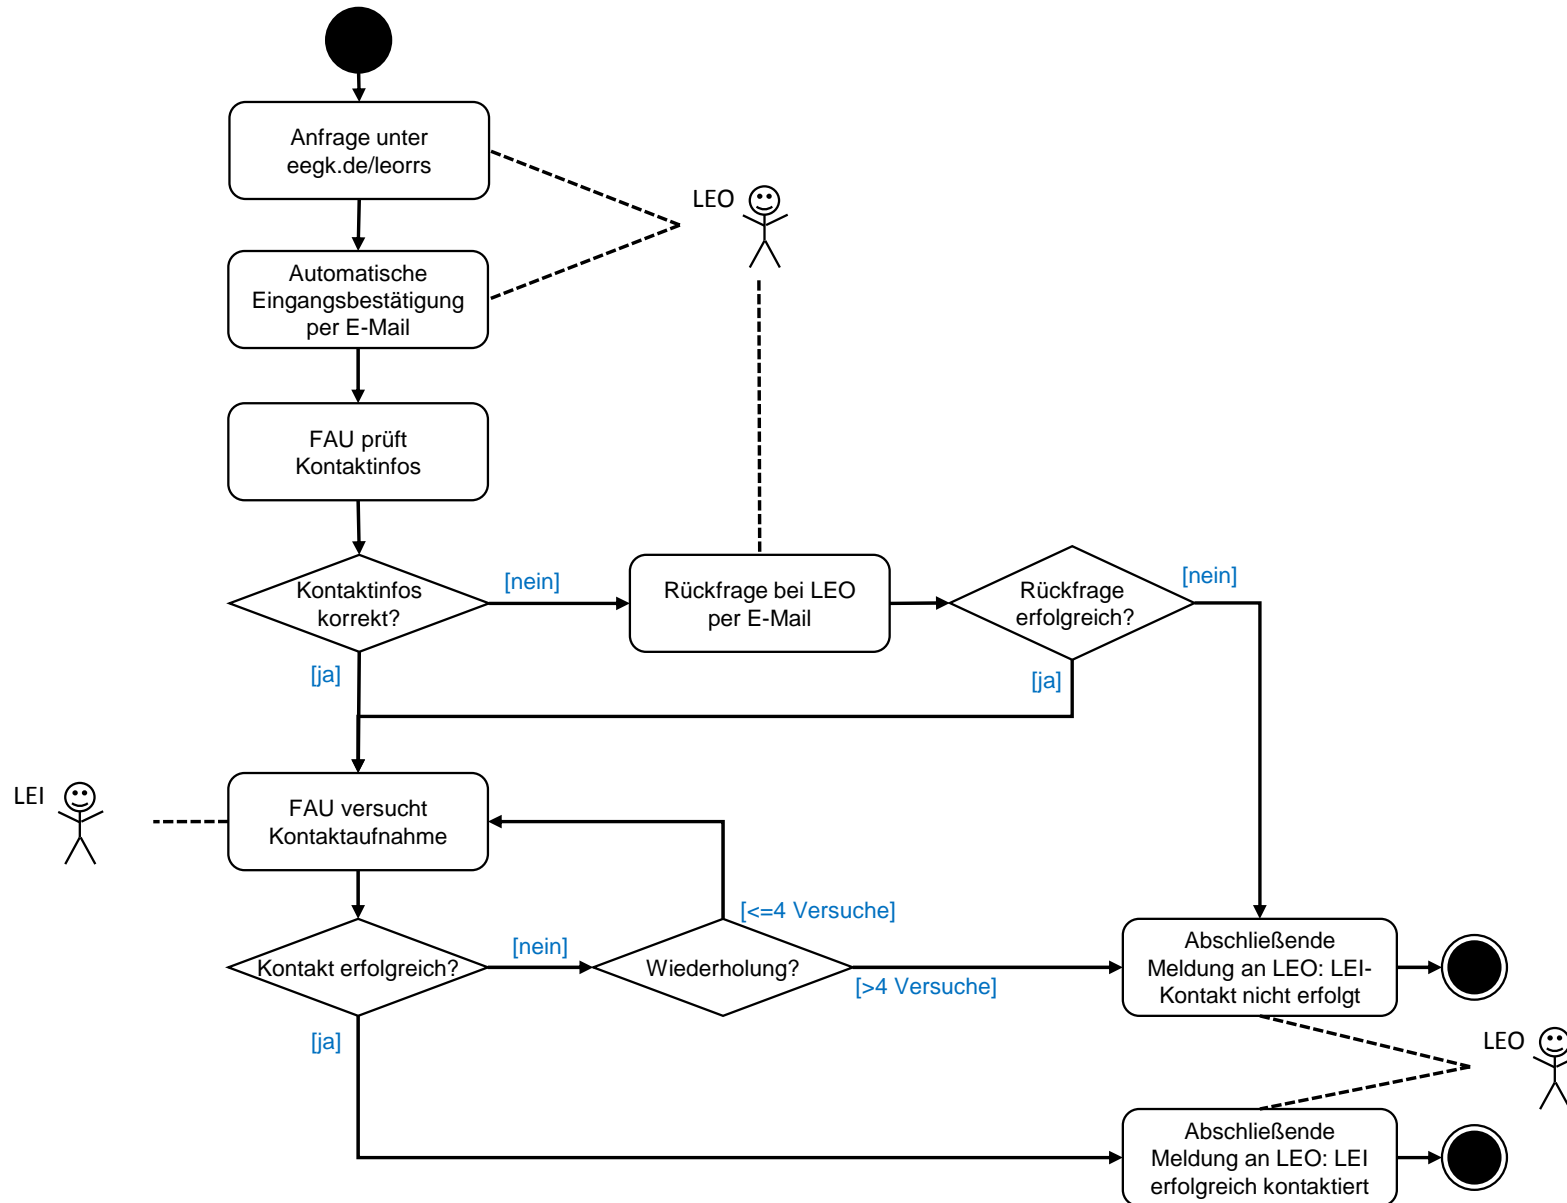 Anfrage unter
eegk.de/leorrs
LEO
Automatische
Eingangsbestätigung
per E-Mail
FAU prüft
Kontaktinfos
Kontaktinfos
korrekt?
[nein]
[ja]
Rückfrage bei LEO
per E-Mail
Rückfrage
erfolgreich?
[nein]
[ja]
LEI
FAU versucht
Kontaktaufnahme
Kontakt erfolgreich?
[nein]
[ja]
Wiederholung?
[<=4 Versuche]
[>4 Versuche]
Abschließende
Meldung an LEO: LEI-
Kontakt nicht erfolgt
LEO
Abschließende
Meldung an LEO: LEI
erfolgreich kontaktiert